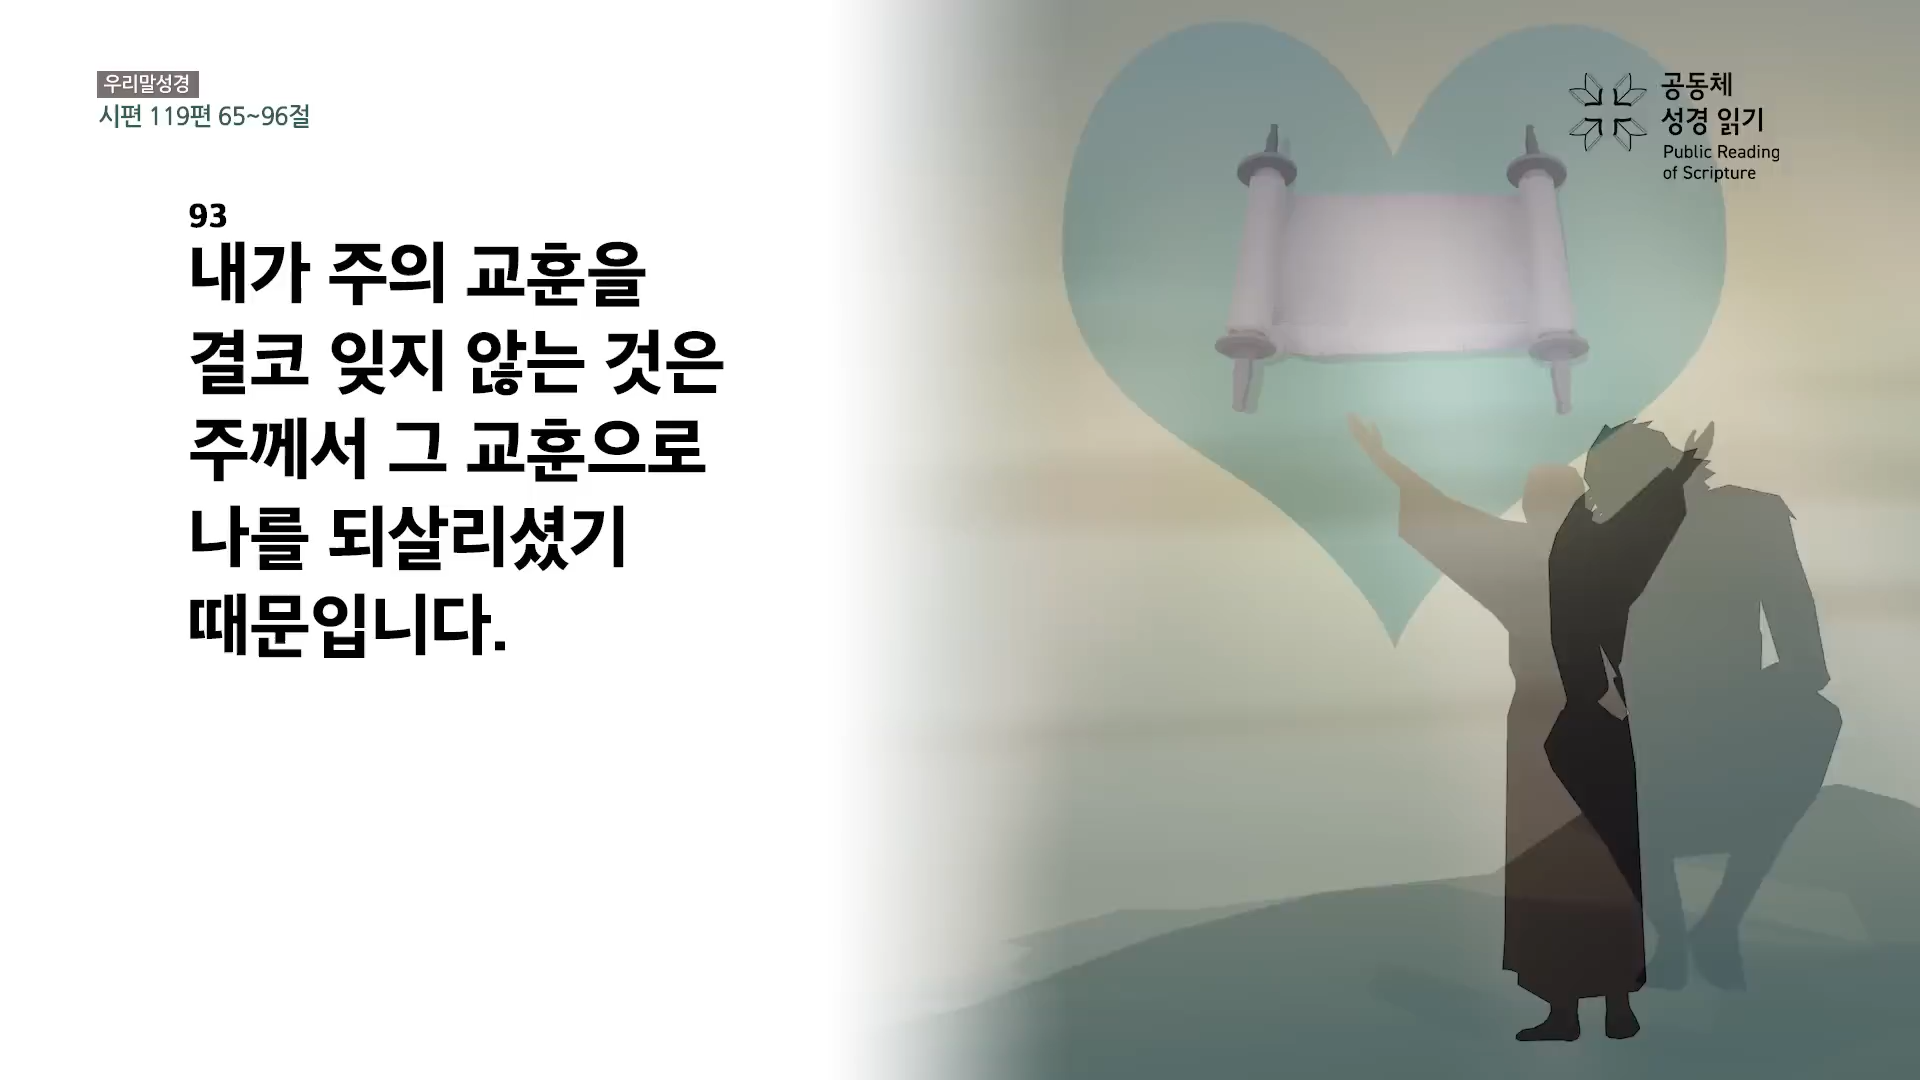 우리말성경
시편 119편 65~96절
공동체
성경 읽기
Public Reading
of Scripture
93
내가 주의 교훈을
결코 잊지 않는 것은
주께서 그 교훈으로
나를 되살리셨기
때문입니다.